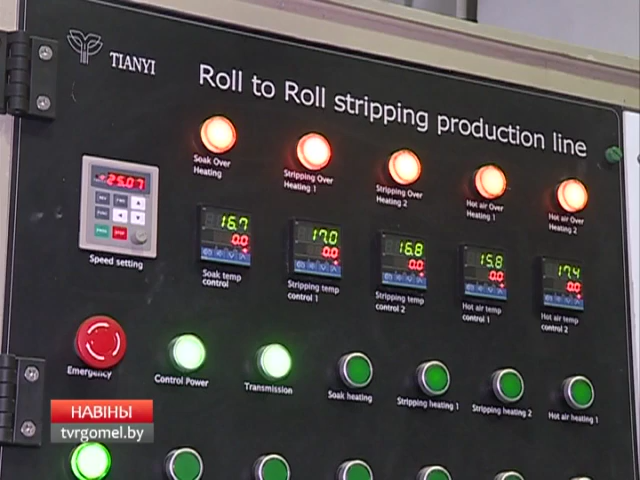 TIANYI
Roll to Roll stripping production line
Soak Over
Heating
Stripping Over
Heating 1
Stripping Over
Heating 2
Hot air Over
Heating 1
Hot air Over
Heating 2
25.07
Speed setting
16.7
0.0
Soak temp
control
17.0
0.0
Stripping temp
control 1
16.8
0.0
Stripping temp
control 2
15.8
0.0
Hot air temp
control 1
17.4
0.0
Hot air temp
control 2
Emergency
Control Power
Transmission
Soak heating
Stripping heating 1
Stripping heating 2
Hot air heating 1
НАВІНЫ
tvrgomel.by